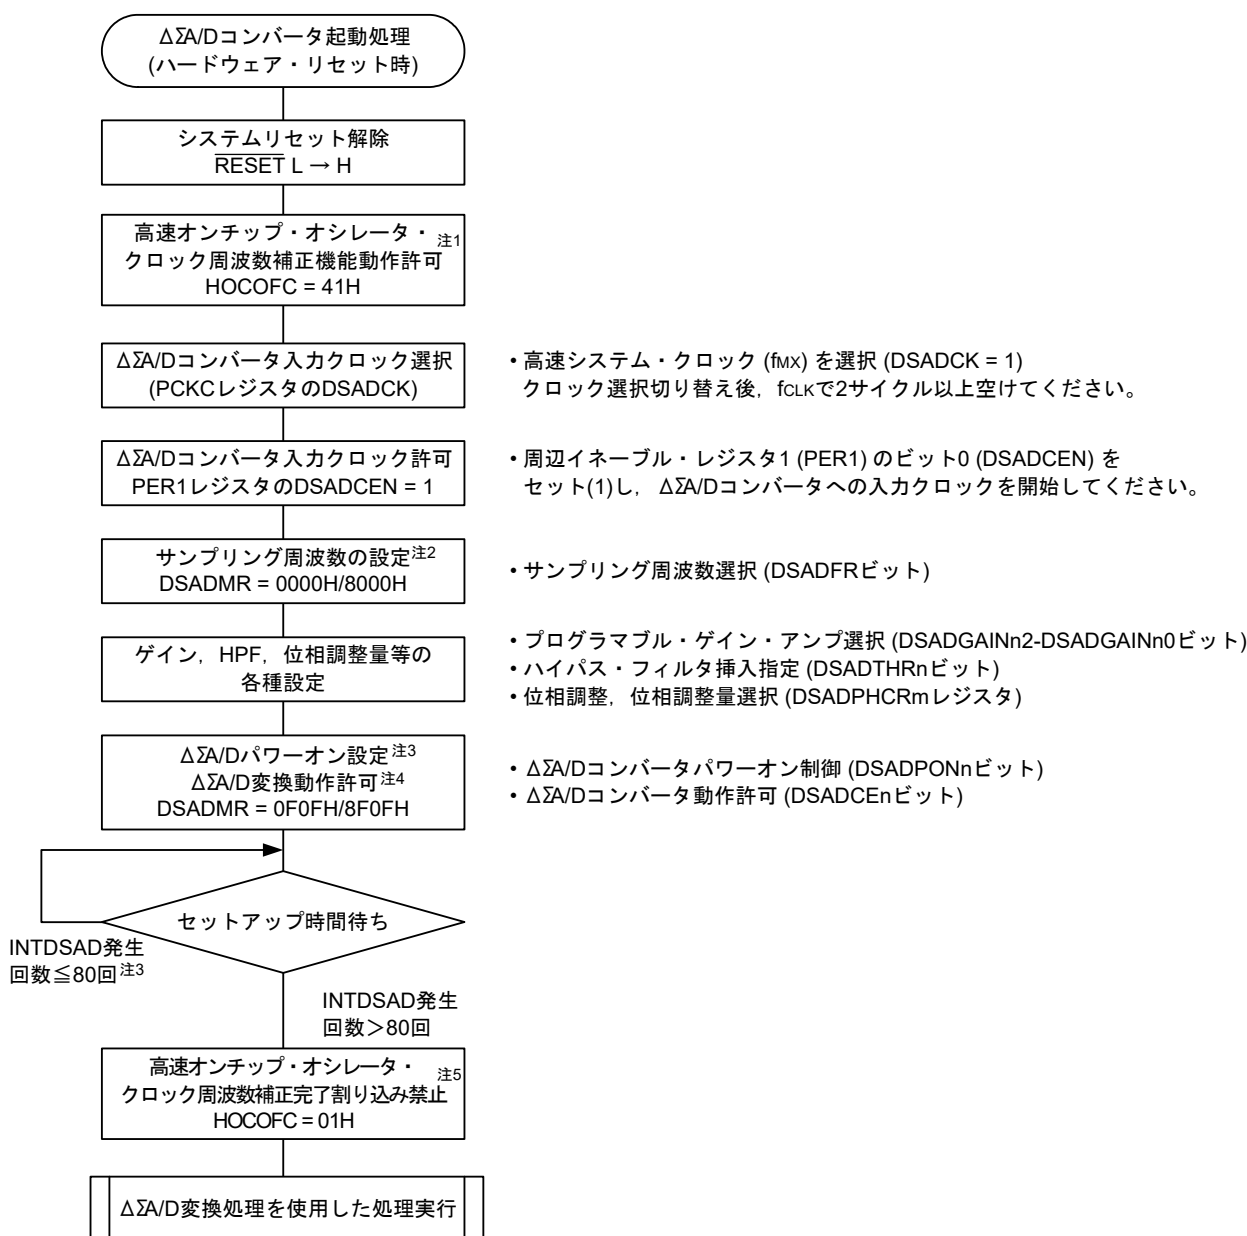 ΔΣA/Dコンバータ起動処理
(ハードウェア・リセット時)
システムリセット解除
RESET L → H
高速オンチップ・オシレータ・
クロック周波数補正機能動作許可 注1
HOCOFC = 41H
ΔΣA/Dコンバータ入力クロック選択
(PCKCレジスタのDSADCK)
• 高速システム・クロック (fMX) を選択 (DSADCK = 1)
クロック選択切り替え後，fCLKで2サイクル以上空けてください。
ΔΣA/Dコンバータ入力クロック許可
PER1レジスタのDSADCEN = 1
• 周辺イネーブル・レジスタ1 (PER1) のビット0 (DSADCEN) を
セット(1)し，ΔΣA/Dコンバータへの入力クロックを開始してください。
サンプリング周波数の設定注2
DSADMR = 0000H/8000H
• サンプリング周波数選択 (DSADFRビット)
ゲイン，HPF，位相調整量等の
各種設定
• プログラマブル・ゲイン・アンプ選択 (DSADGAINn2-DSADGAINn0ビット)
• ハイパス・フィルタ挿入指定 (DSADTHRnビット)
• 位相調整，位相調整量選択 (DSADPHCRmレジスタ)
ΔΣA/Dパワーオン設定注3
ΔΣA/D変換動作許可注4
DSADMR = 0F0FH/8F0FH
• ΔΣA/Dコンバータパワーオン制御 (DSADPONnビット)
• ΔΣA/Dコンバータ動作許可 (DSADCEnビット)
セットアップ時間待ち
INTDSAD発生
回数≦80回注3
INTDSAD発生
回数＞80回
高速オンチップ・オシレータ・
クロック周波数補正完了割り込み禁止 注5
HOCOFC = 01H
ΔΣA/D変換処理を使用した処理実行